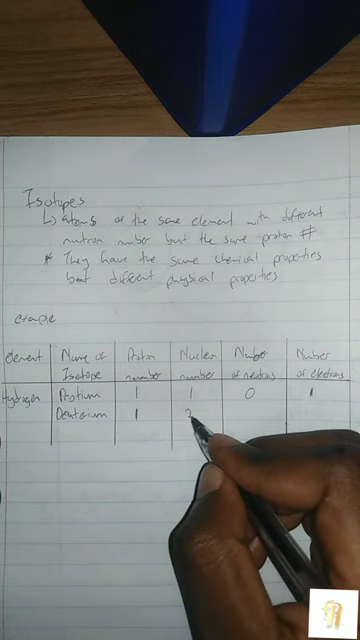 Isotopes
↳ atoms of the same element with different
neutron number but the same proton #
* They have the same chemical properties
but different physical properties
example
element Name of Isotope Proton number Nucleon number Number of neutrons Number of electrons
Hydrogen Protium 1 1 0 1
Deuterium 1 2